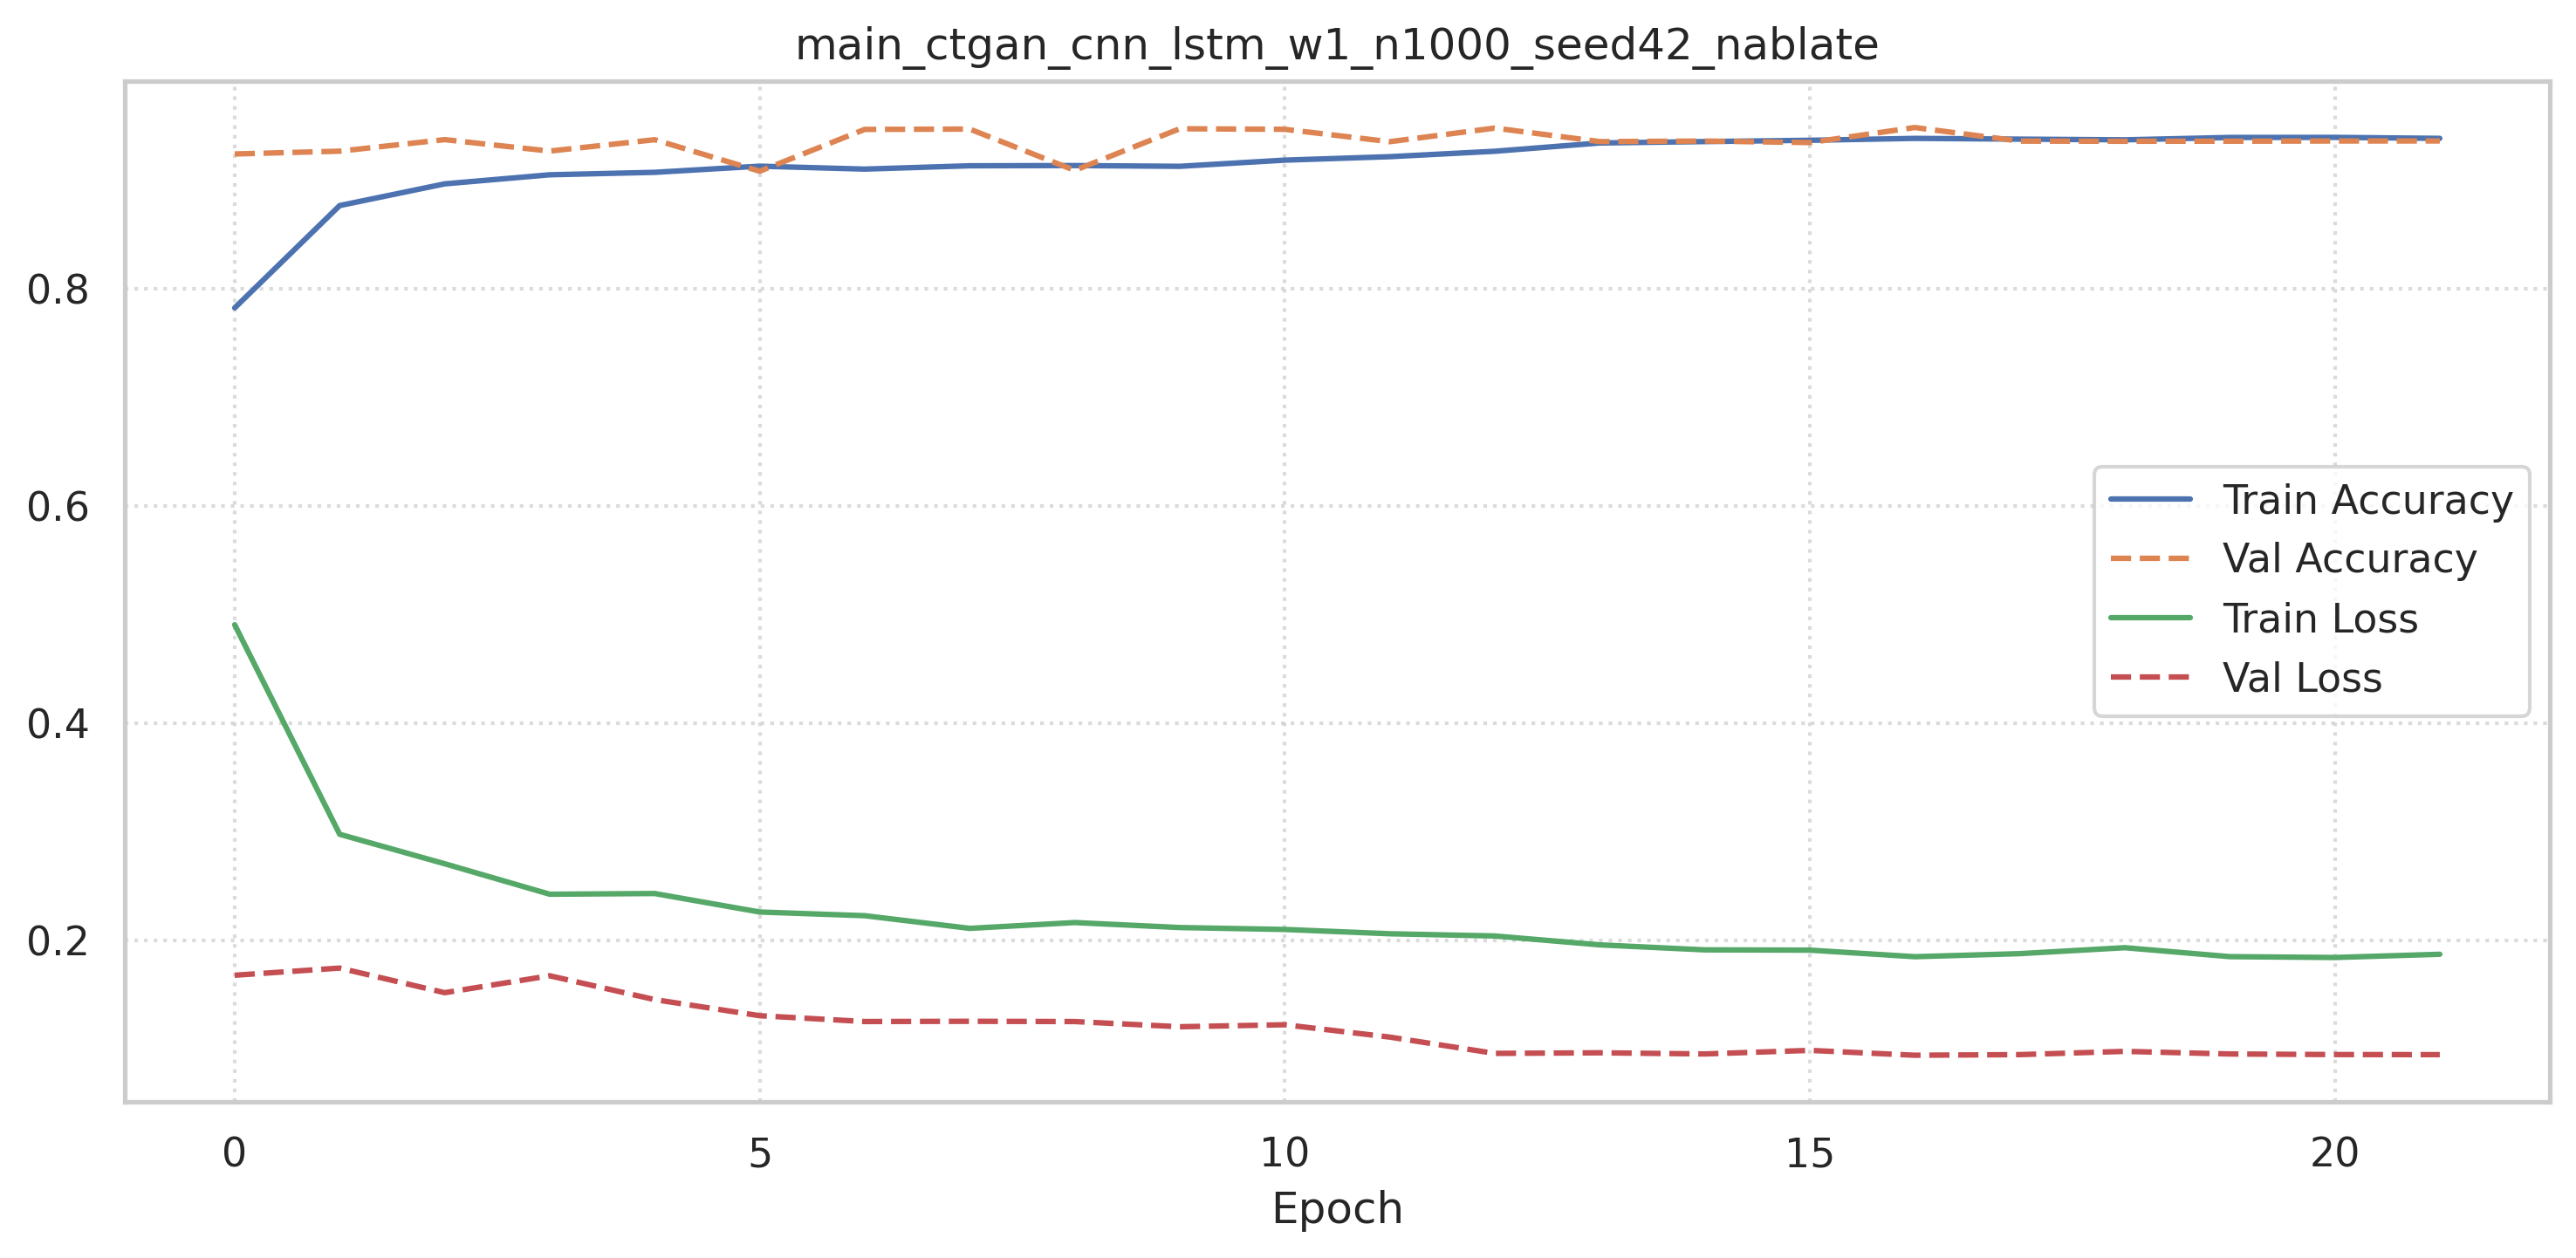 main_ctgan_cnn_lstm_w1_n1000_seed42_nablate
0.8
0.6
0.4
0.2
Train Accuracy
Val Accuracy
Train Loss
Val Loss
0 5 10 15 20
Epoch